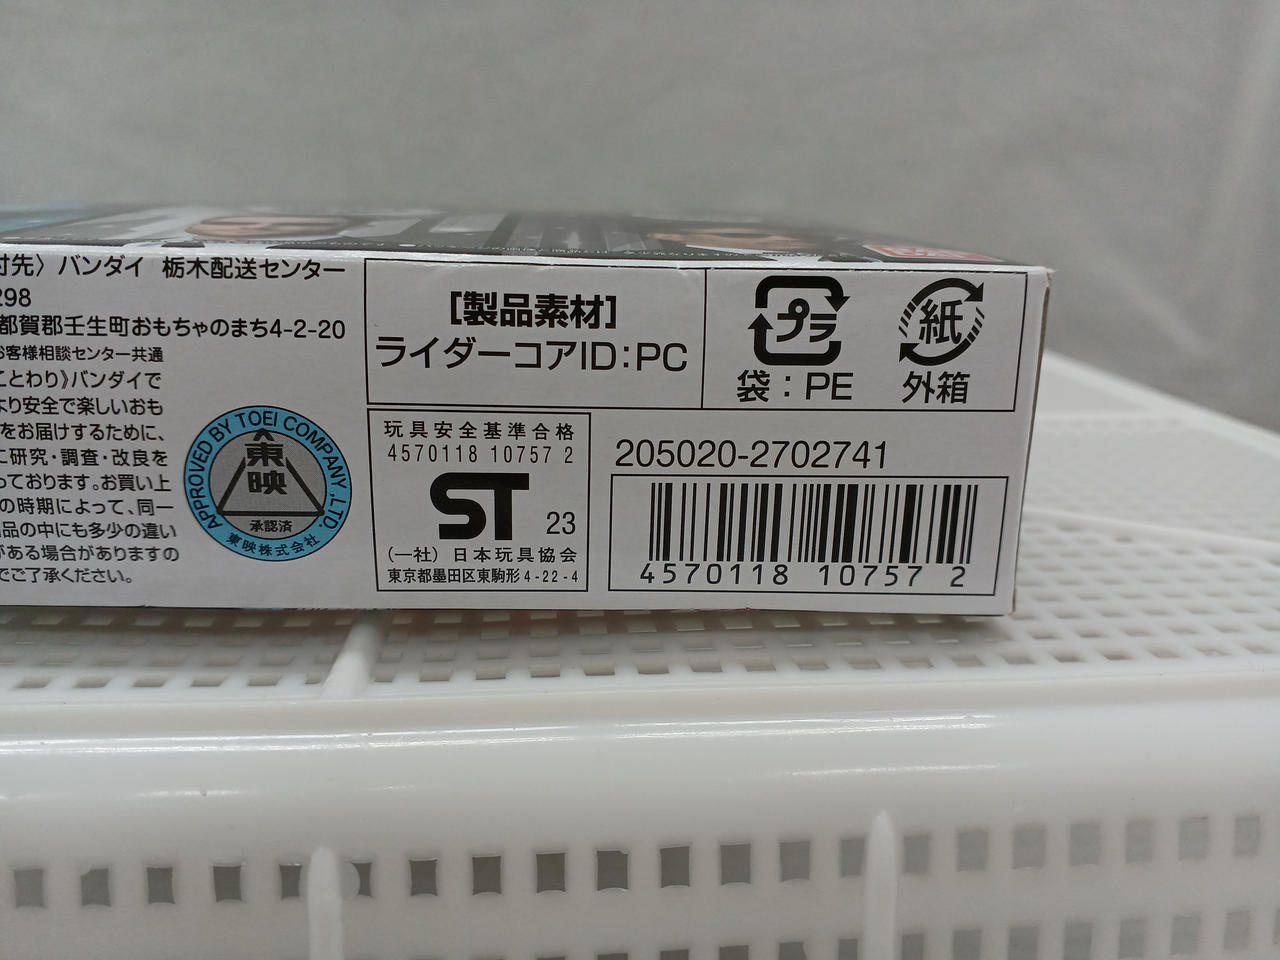 付先〉バンダイ 栃木配送センター
298
都賀郡壬生町おもちゃのまち4-2-20
お客様相談センター共通
ことわり》バンダイで
より安全で楽しいおも
をお届けするために、
に研究・調査・改良を
っております。お買い上
の時期によって、同一
品の中にも多少の違い
がある場合がありますの
でご了承ください。
APPROVED BY TOEI COMPANY, LTD.
東映
承認済
東映株式会社
[製品素材]
ライダーコアID:PC
プラ
袋:PE
紙
外箱
玩具安全基準合格
4570118 10757 2
ST
23
(一社)日本玩具協会
東京都墨田区東駒形4-22-4
205020-2702741
4570118 10757 2